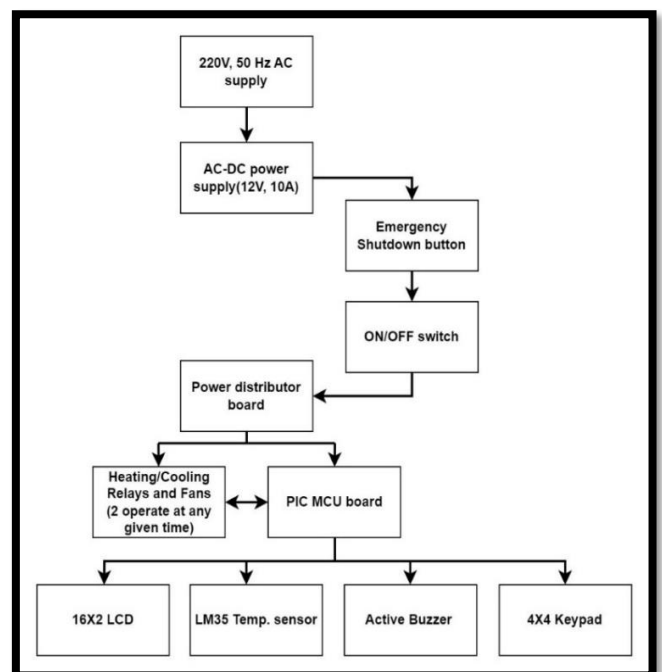 220V, 50 Hz AC
supply
AC-DC power
supply(12V, 10A)
Emergency
Shutdown button
ON/OFF switch
Power distributor
board
Heating/Cooling
Relays and Fans
(2 operate at any
given time)
PIC MCU board
16X2 LCD
LM35 Temp. sensor
Active Buzzer
4X4 Keypad